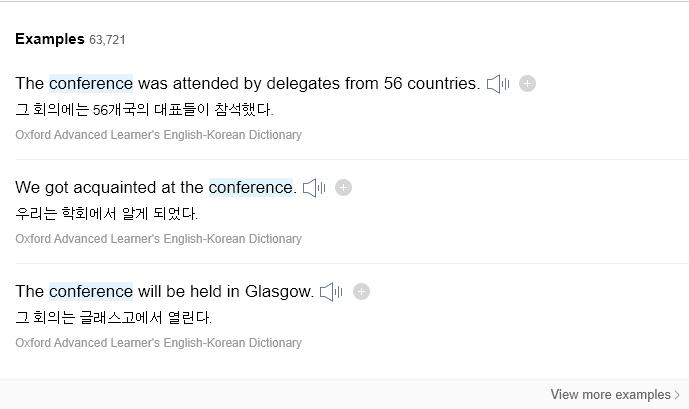 Examples 63,721
The conference was attended by delegates from 56 countries.
그 회의에는 56개국의 대표들이 참석했다.
Oxford Advanced Learner's English-Korean Dictionary
We got acquainted at the conference.
우리는 학회에서 알게 되었다.
Oxford Advanced Learner's English-Korean Dictionary
The conference will be held in Glasgow.
그 회의는 글래스고에서 열린다.
Oxford Advanced Learner's English-Korean Dictionary
View more examples